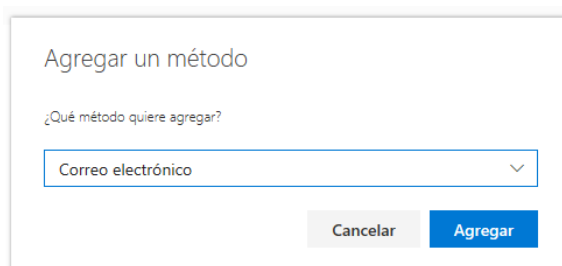 Agregar un método
¿Qué método quiere agregar?
Correo electrónico
Cancelar Agregar